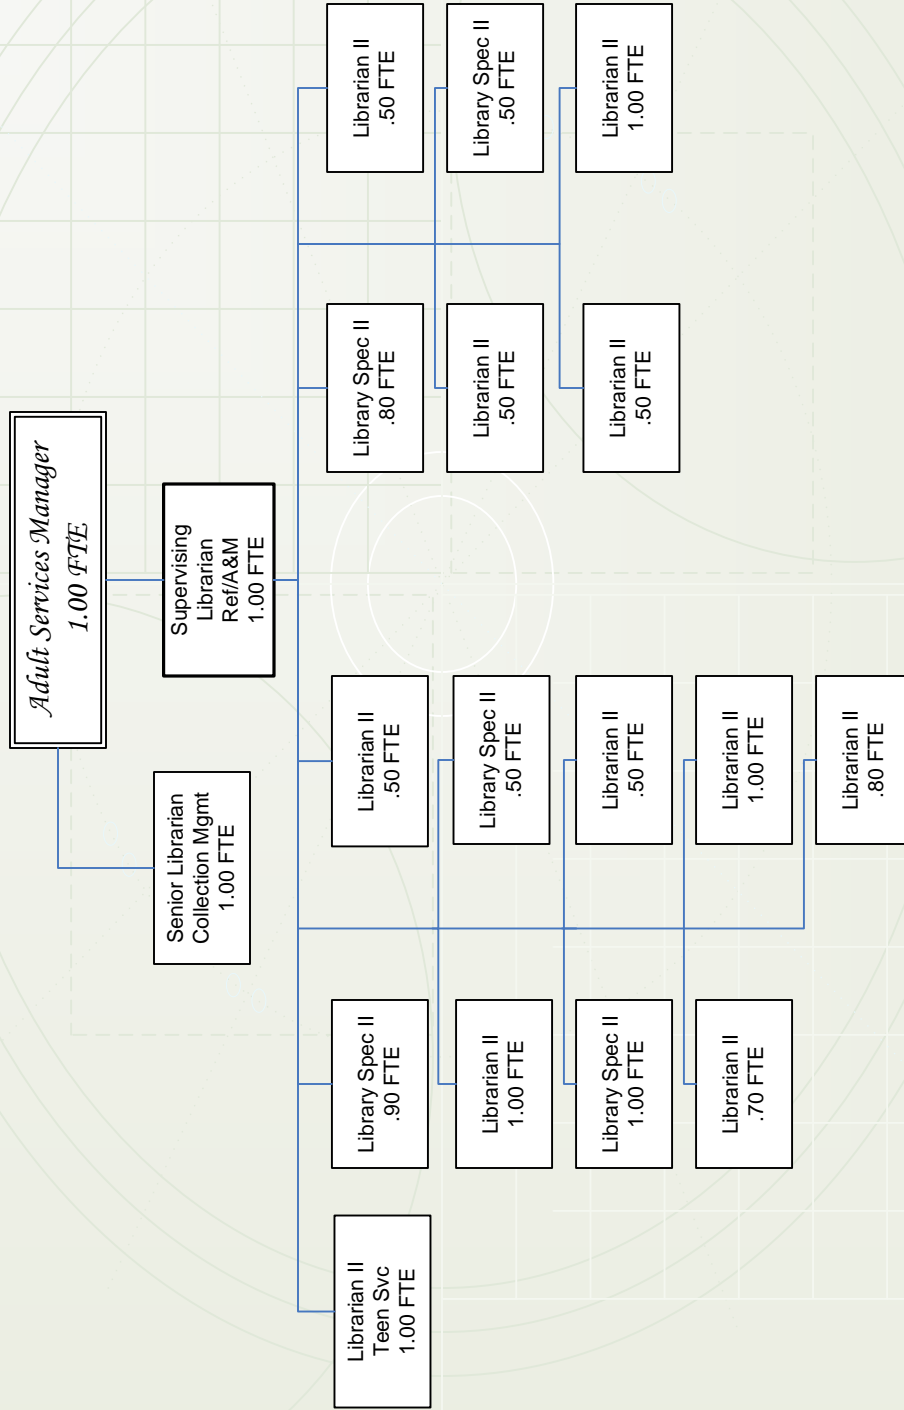 Adult Services Manager
1.00 FTE
Senior Librarian
Collection Mgmt
1.00 FTE
Supervising
Librarian
Ref/A&M
1.00 FTE
Librarian II
Teen Svc
1.00 FTE
Library Spec II
.90 FTE
Librarian II
.50 FTE
Library Spec II
.80 FTE
Librarian II
.50 FTE
Librarian II
1.00 FTE
Library Spec II
.50 FTE
Librarian II
.50 FTE
Library Spec II
.50 FTE
Library Spec II
1.00 FTE
Librarian II
.50 FTE
Librarian II
.50 FTE
Librarian II
1.00 FTE
Librarian II
.70 FTE
Librarian II
1.00 FTE
Librarian II
.80 FTE